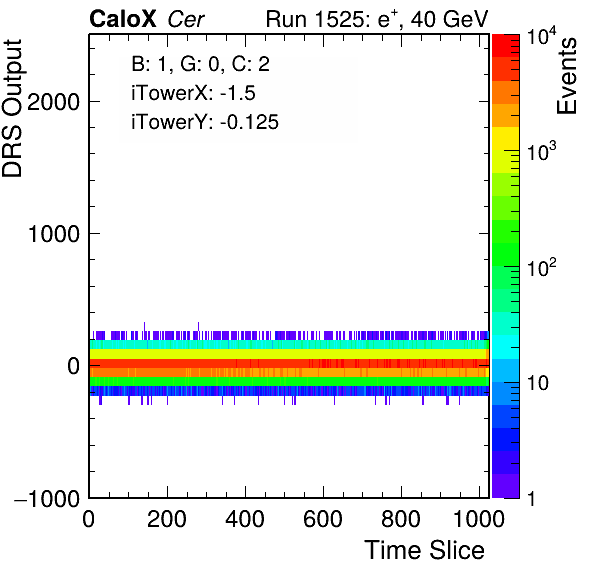 CaloX Cer Run 1525: e+, 40 GeV
B: 1, G: 0, C: 2
iTowerX: -1.5
iTowerY: -0.125
DRS Output
2000
1000
0
−1000
0 200 400 600 800 1000
Time Slice
Events
10^4
10^3
10^2
10
1